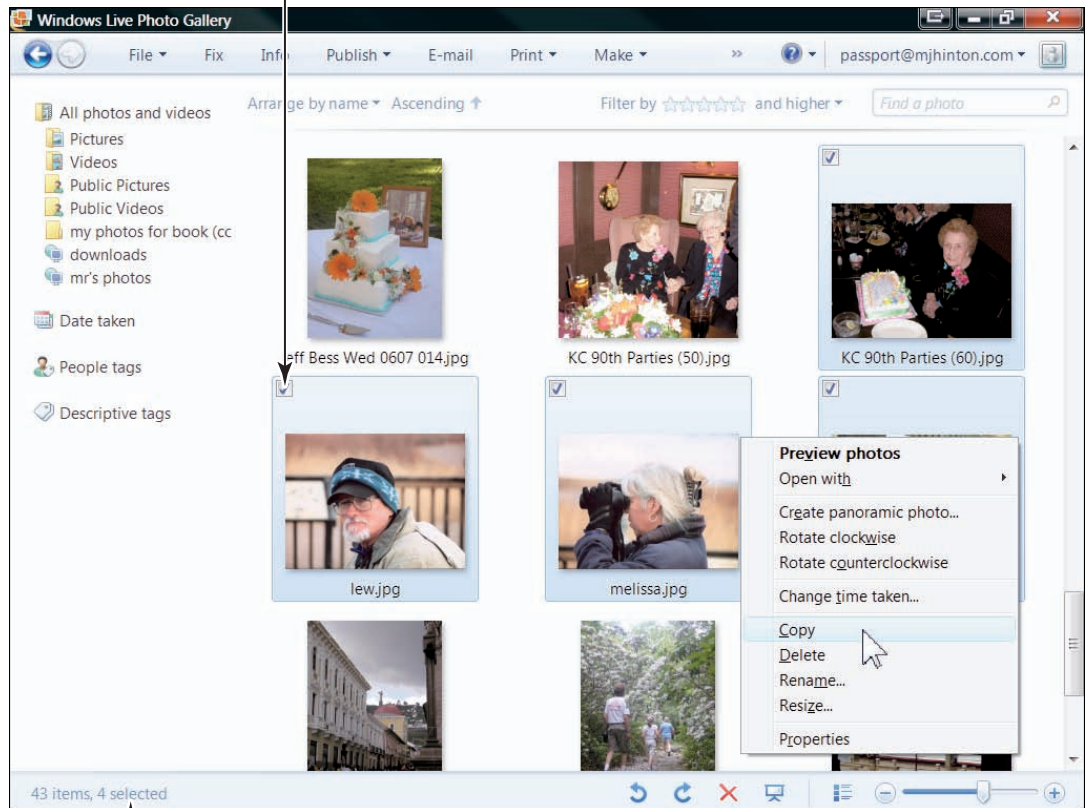 Windows Live Photo Gallery
File Fix Info Publish E-mail Print Make » passport@mjhinton.com
Arrange by name Ascending Filter by and higher Find a photo
All photos and videos
Pictures
Videos
Public Pictures
Public Videos
my photos for book (cc
downloads
mr's photos
Date taken
People tags
Descriptive tags
eff Bess Wed 0607 014.jpg
KC 90th Parties (50).jpg
KC 90th Parties (60).jpg
lew.jpg
melissa.jpg
Preview photos
Open with
Create panoramic photo...
Rotate clockwise
Rotate counterclockwise
Change time taken...
Copy
Delete
Rename...
Resize...
Properties
43 items, 4 selected